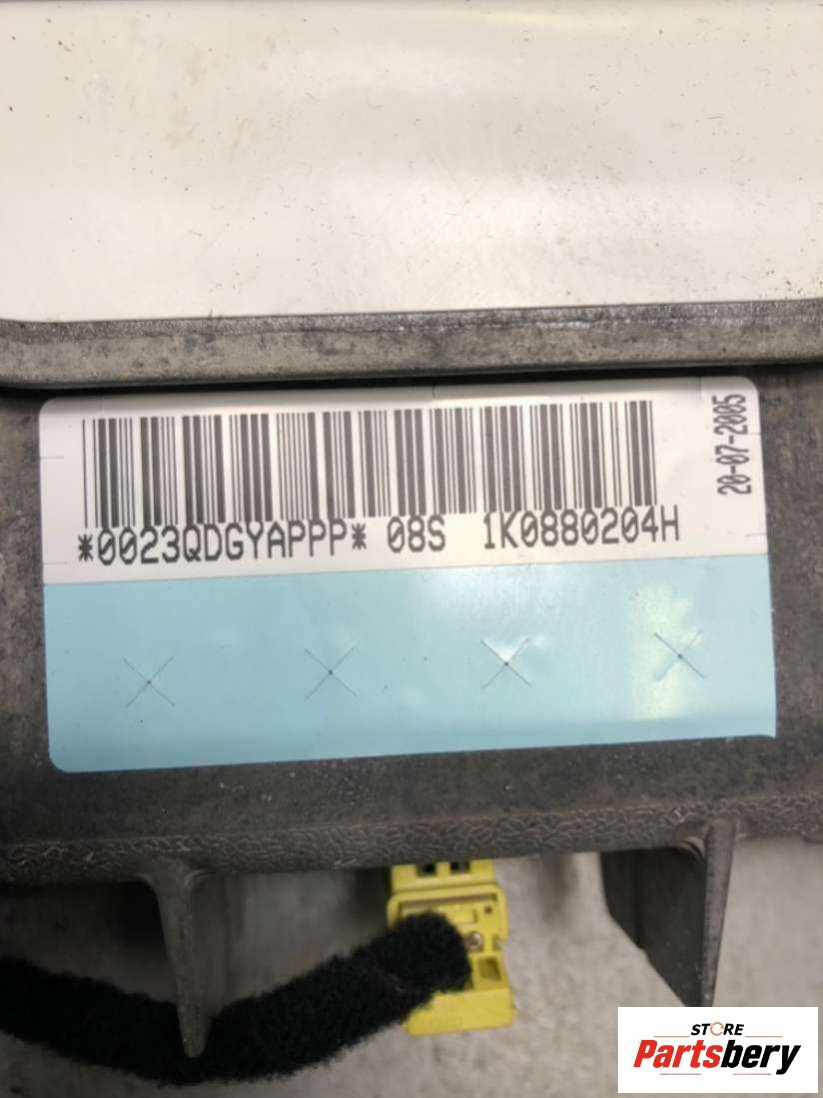 20-07-2005
*0023QDGYAPPP* 08S 1K0880204H
STORE
Partsbery